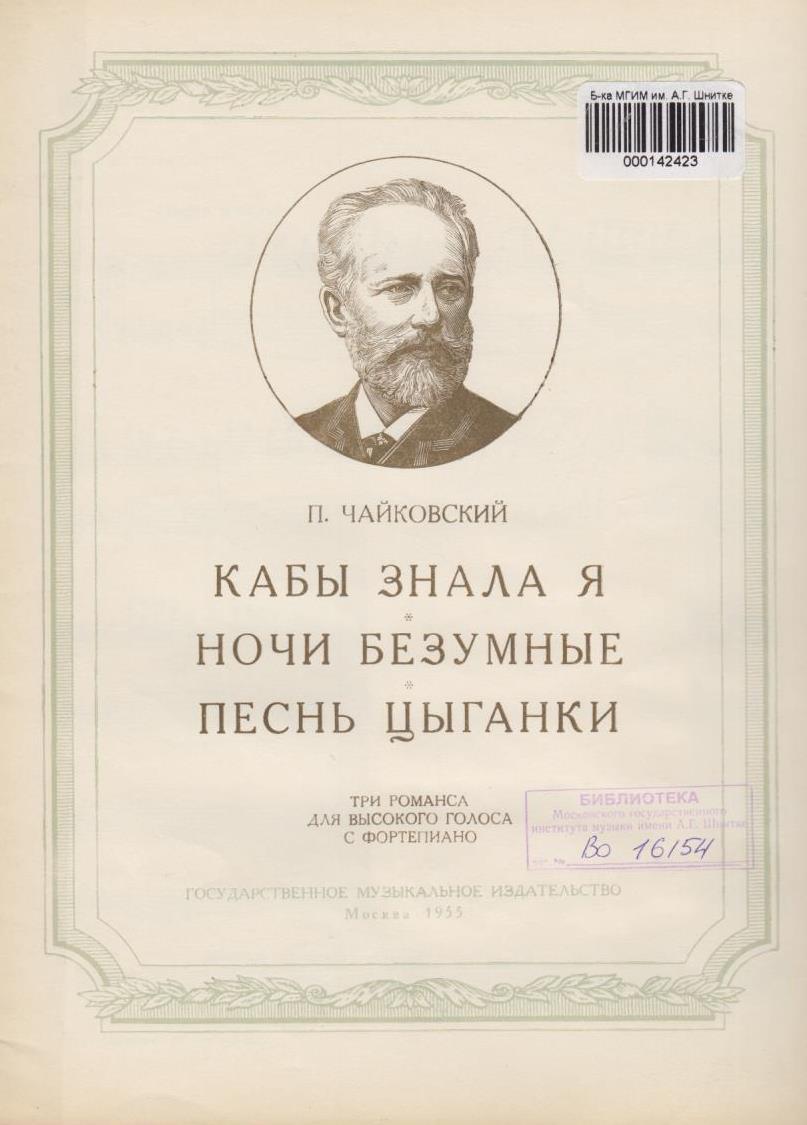 Б-ка МГИМ им. А.Г. Шнитке
000142423
П. ЧАЙКОВСКИЙ
КАБЫ ЗНАЛА Я
*
НОЧИ БЕЗУМНЫЕ
*
ПЕСНЬ ЦЫГАНКИ
ТРИ РОМАНСА
ДЛЯ ВЫСОКОГО ГОЛОСА
С ФОРТЕПИАНО
БИБЛИОТЕКА
Московского государственного
института музыки имени А.Г. Шнитке
№ Во 16154
ГОСУДАРСТВЕННОЕ МУЗЫКАЛЬНОЕ ИЗДАТЕЛЬСТВО
Москва 1955